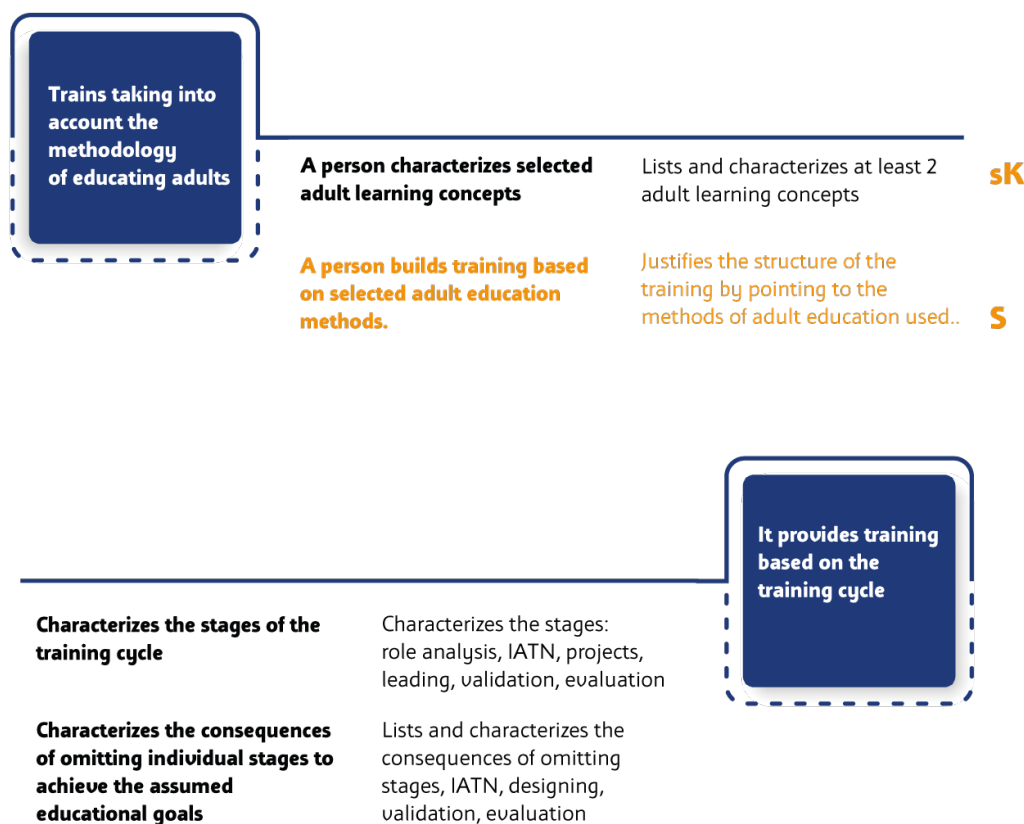 Trains taking into
account the
methodology
of educating adults
A person characterizes selected
adult learning concepts
Lists and characterizes at least 2
adult learning concepts
sK
A person builds training based
on selected adult education
methods.
Justifies the structure of the
training by pointing to the
methods of adult education used..
S
It provides training
based on the
training cycle
Characterizes the stages of the
training cycle
Characterizes the stages:
role analysis, IATN, projects,
leading, validation, evaluation
Characterizes the consequences
of omitting individual stages to
achieve the assumed
educational goals
Lists and characterizes the
consequences of omitting
stages, IATN, designing,
validation, evaluation